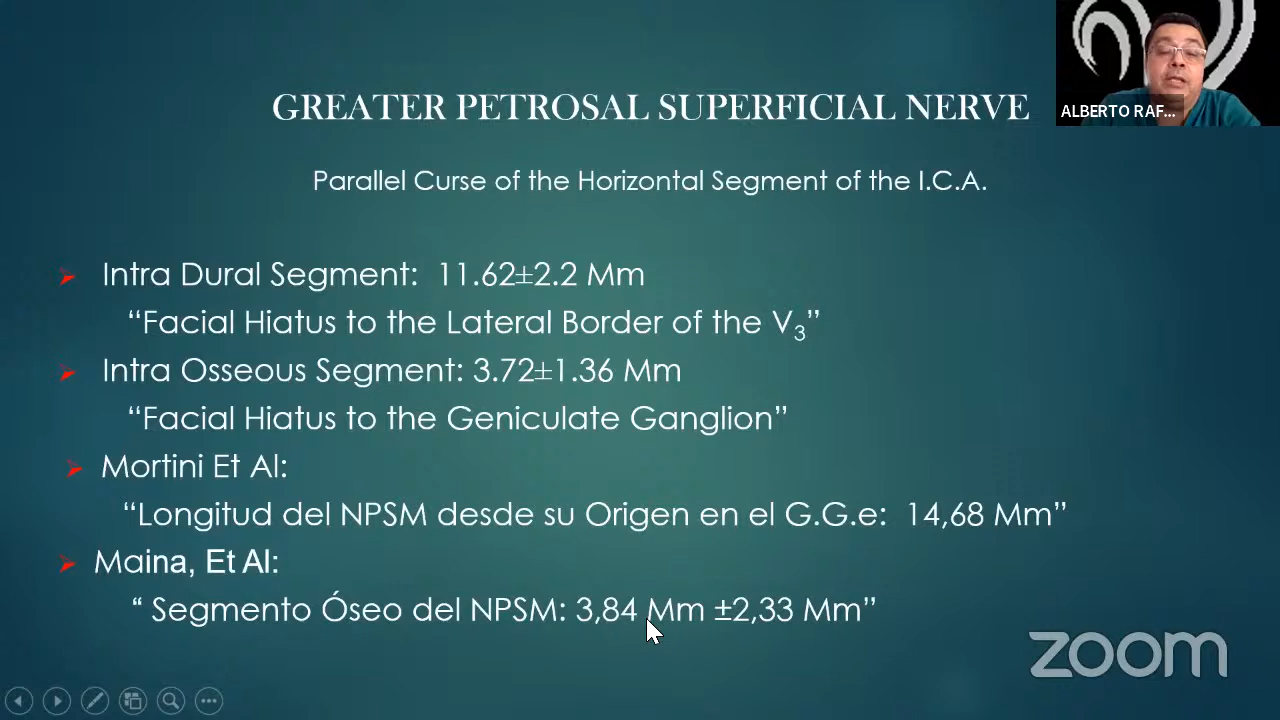 GREATER PETROSAL SUPERFICIAL NERVE
ALBERTO RAF...
Parallel Curse of the Horizontal Segment of the I.C.A.
Intra Dural Segment: 11.62±2.2 Mm
“Facial Hiatus to the Lateral Border of the V3”
Intra Osseous Segment: 3.72±1.36 Mm
“Facial Hiatus to the Geniculate Ganglion”
Mortini Et Al:
“Longitud del NPSM desde su Origen en el G.G.e: 14,68 Mm”
Maina, Et Al:
“ Segmento Óseo del NPSM: 3,84 Mm ±2,33 Mm”
zoom